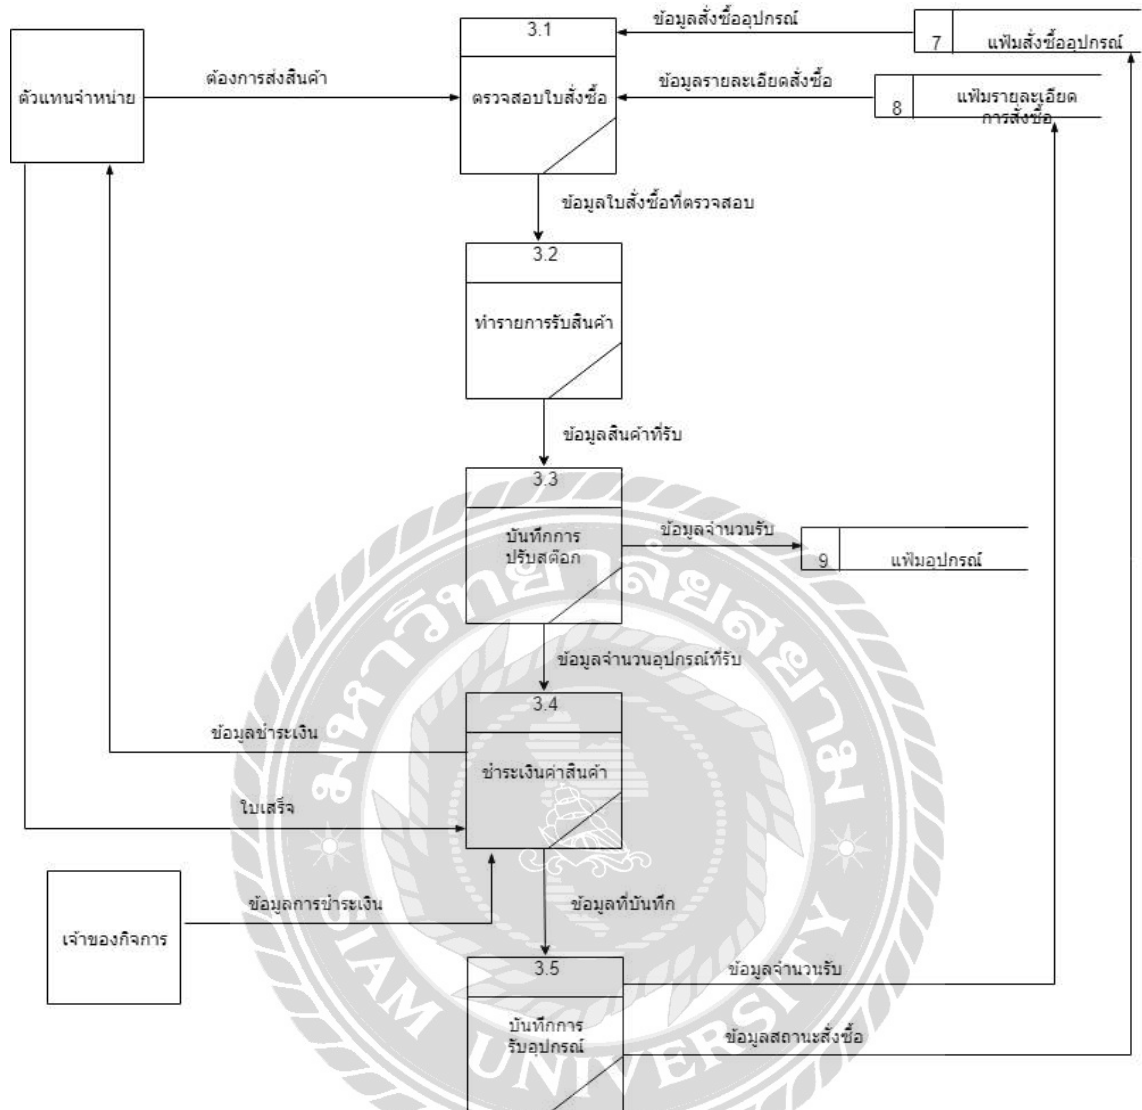 3.1
ข้อมูลสั่งซื้ออุปกรณ์
7
แฟ้มสั่งซื้ออุปกรณ์
ตัวแทนจำหน่าย
ต้องการส่งสินค้า
ตรวจสอบใบสั่งซื้อ
ข้อมูลรายละเอียดสั่งซื้อ
8
แฟ้มรายละเอียด
การสั่งซื้อ
ข้อมูลใบสั่งซื้อที่ตรวจสอบ
3.2
ทำรายการรับสินค้า
ข้อมูลสินค้าที่รับ
3.3
บันทึกการ
ปรับสต๊อก
ข้อมูลจำนวนรับ
9
แฟ้มอุปกรณ์
ข้อมูลจำนวนอุปกรณ์ที่รับ
3.4
ชำระเงินค่าสินค้า
ข้อมูลชำระเงิน
ใบเสร็จ
เจ้าของกิจการ
ข้อมูลการชำระเงิน
ข้อมูลที่บันทึก
3.5
บันทึกการ
รับอุปกรณ์
ข้อมูลจำนวนรับ
ข้อมูลสถานะสั่งซื้อ
มหาวิทยาลัยสยาม
SIAM UNIVERSITY